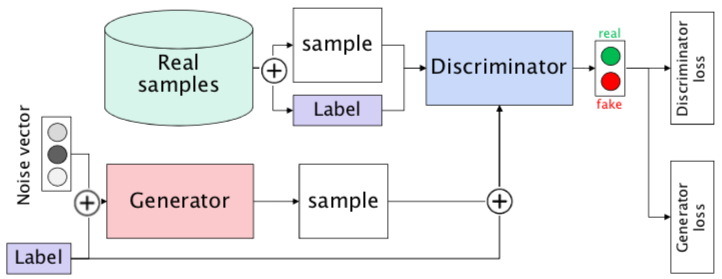 Real
samples
sample
Label
Discriminator
real
fake
Discriminator
loss
Noise vector
Generator
sample
Label
Generator
loss